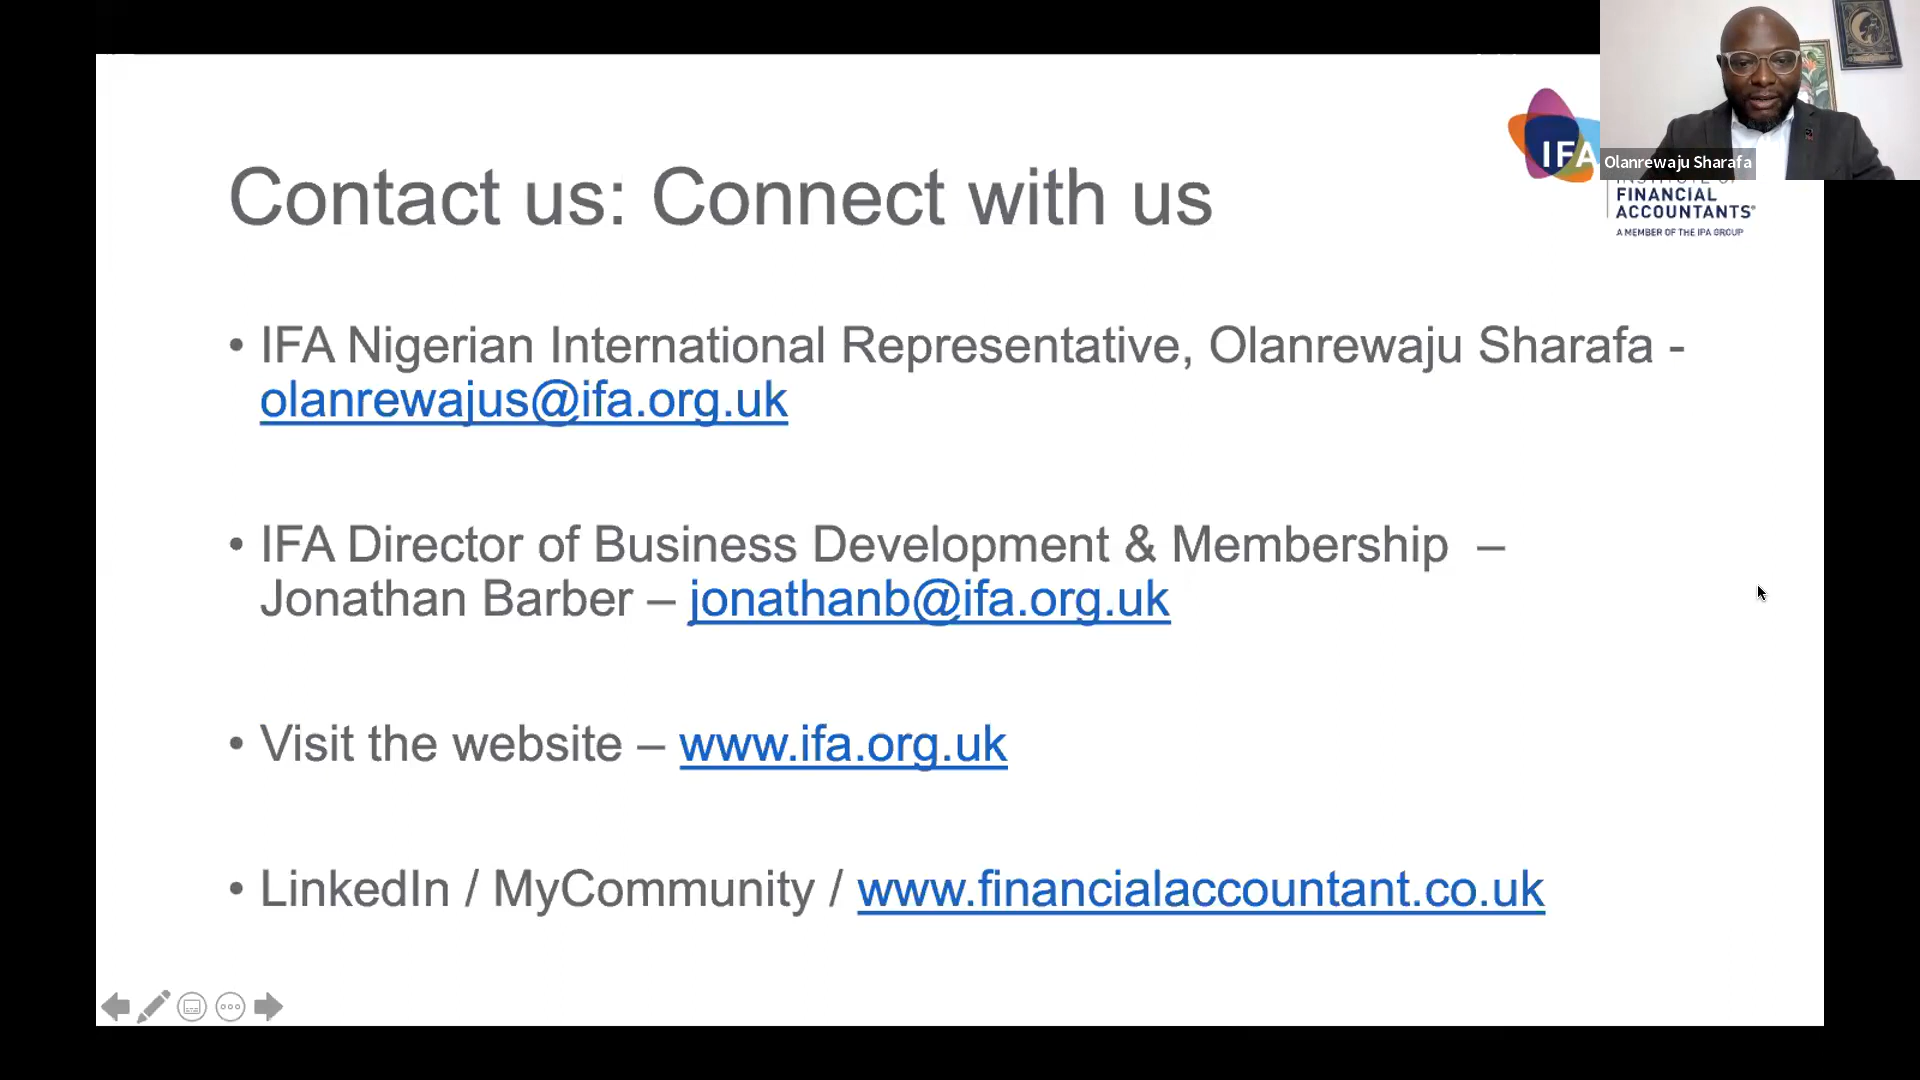 Contact us: Connect with us
IFA
Olanrewaju Sharafa
FINANCIAL
ACCOUNTANTS®
A MEMBER OF THE IPA GROUP
• IFA Nigerian International Representative, Olanrewaju Sharafa -
olanrewajus@ifa.org.uk
• IFA Director of Business Development & Membership –
Jonathan Barber – jonathanb@ifa.org.uk
• Visit the website – www.ifa.org.uk
• LinkedIn / MyCommunity / www.financialaccountant.co.uk